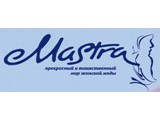 Mastra
прекрасный и таинственный
мир женской моды